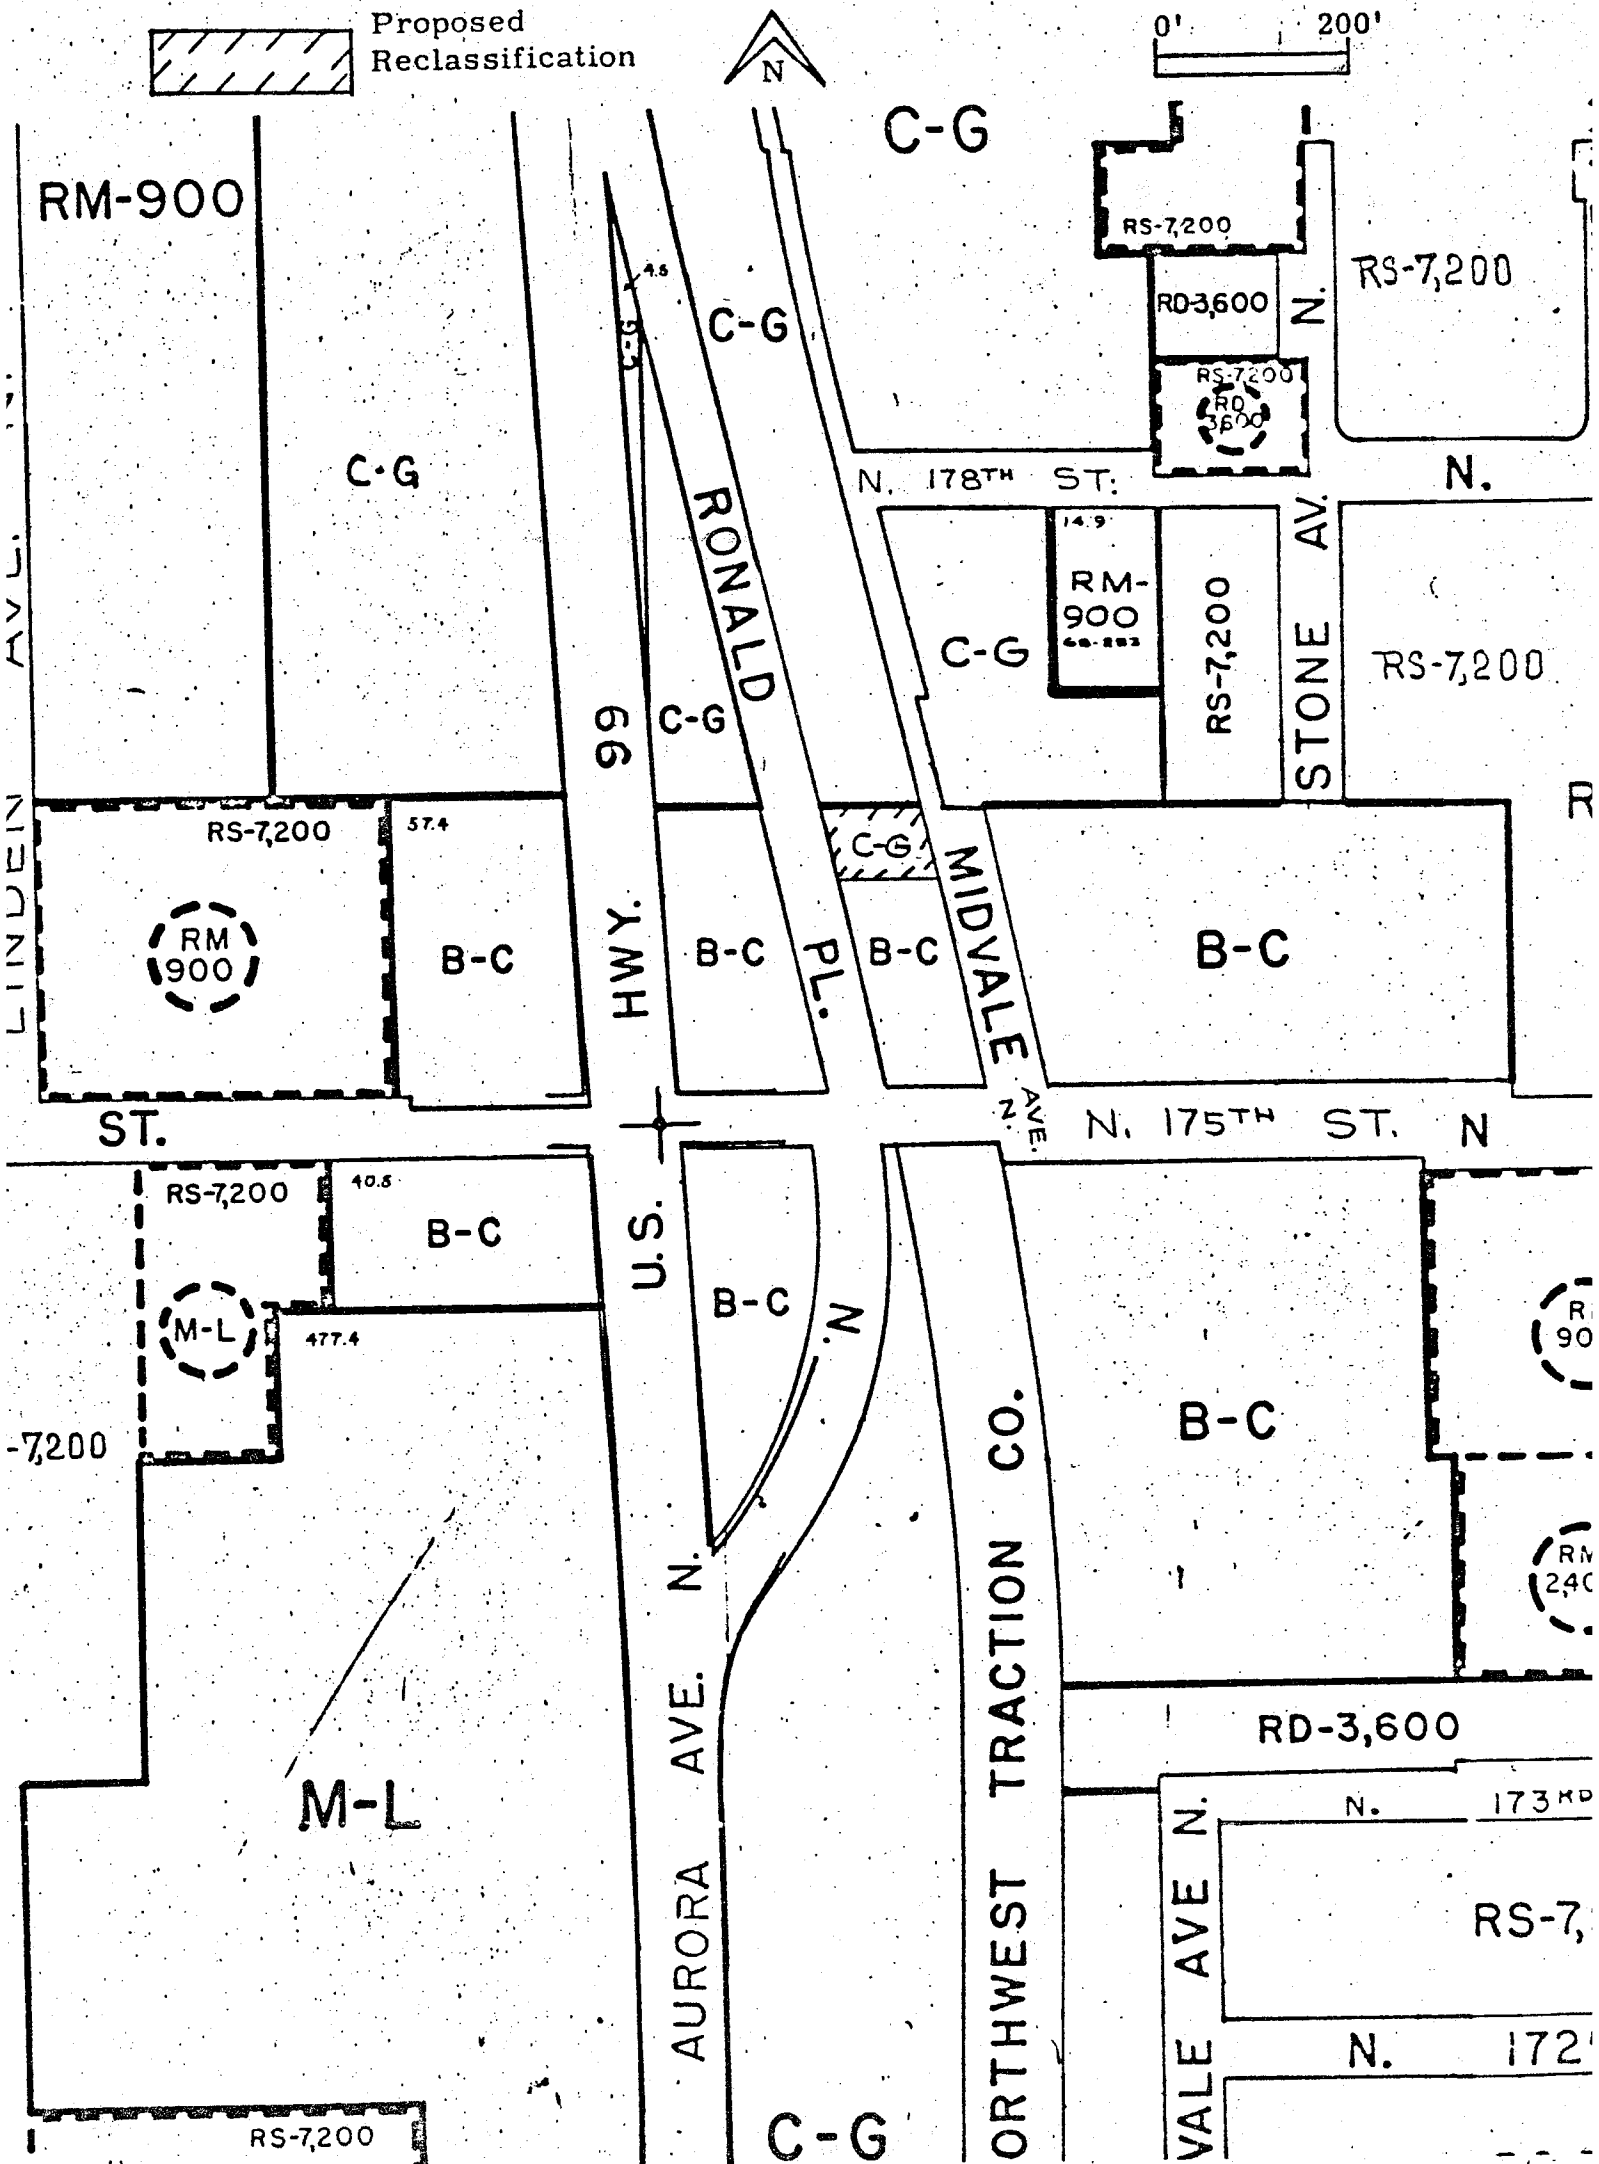 Proposed
Reclassification
N
0' 200'
C-G
RM-900
RS-7,200
RS-7,200
4.5
C-G
C-G
RD-3,600
N.
RS-7200
RD
3,600
C-G
N. 178TH ST.
N.
RONALD
14.9
RM-
900
RS-7,200
STONE AV.
C-G
RS-7,200
99
C-G
AVE.
LINDEN
RS-7,200
57.4
C-G
MIDVALE
RM
900
B-C
HWY.
B-C
PL.
B-C
B-C
AVE.
N.
ST.
N. 175TH ST.
N
RS-7,200
40.5
B-C
U.S.
B-C
N.
M-L
477.4
-7,200
B-C
CO.
N.
AVE.
TRACTION
RD-3,600
M-L
N. 173RD
AVE N.
AURORA
ORTHWEST
RS-7,
VALE
N. 172
RS-7,200
C-G